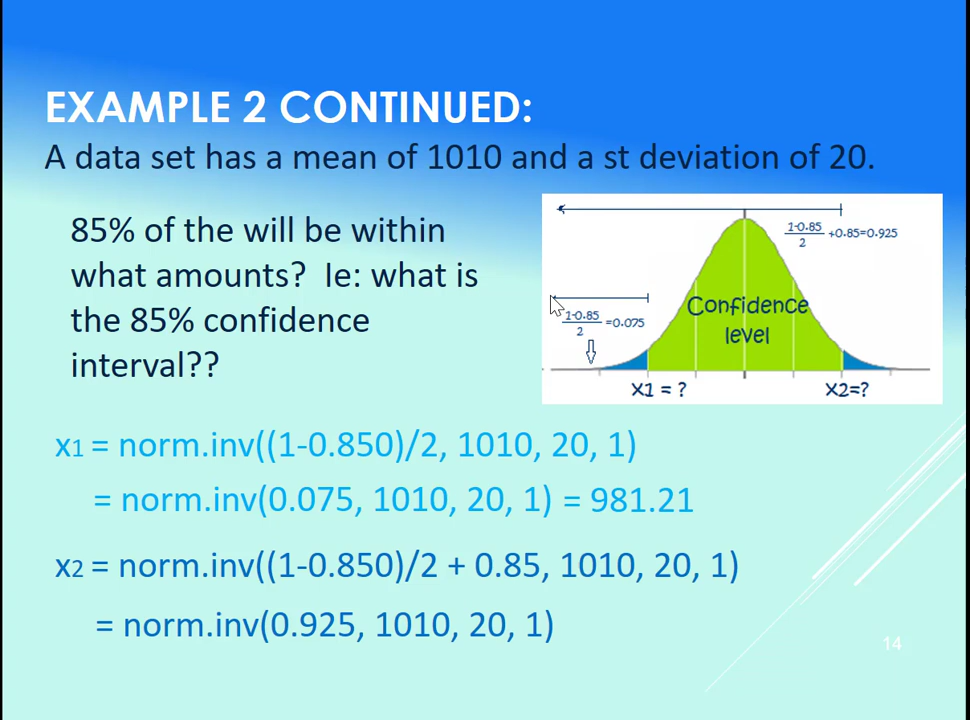 EXAMPLE 2 CONTINUED:
A data set has a mean of 1010 and a st deviation of 20.
85% of the will be within
what amounts? Ie: what is
the 85% confidence
interval??
1-0.85
2
+0.85=0.925
1-0.85
2
=0.075
Confidence
level
X1 = ?
X2=?
x1 = norm.inv((1-0.850)/2, 1010, 20, 1)
= norm.inv(0.075, 1010, 20, 1) = 981.21
x2 = norm.inv((1-0.850)/2 + 0.85, 1010, 20, 1)
= norm.inv(0.925, 1010, 20, 1)
14